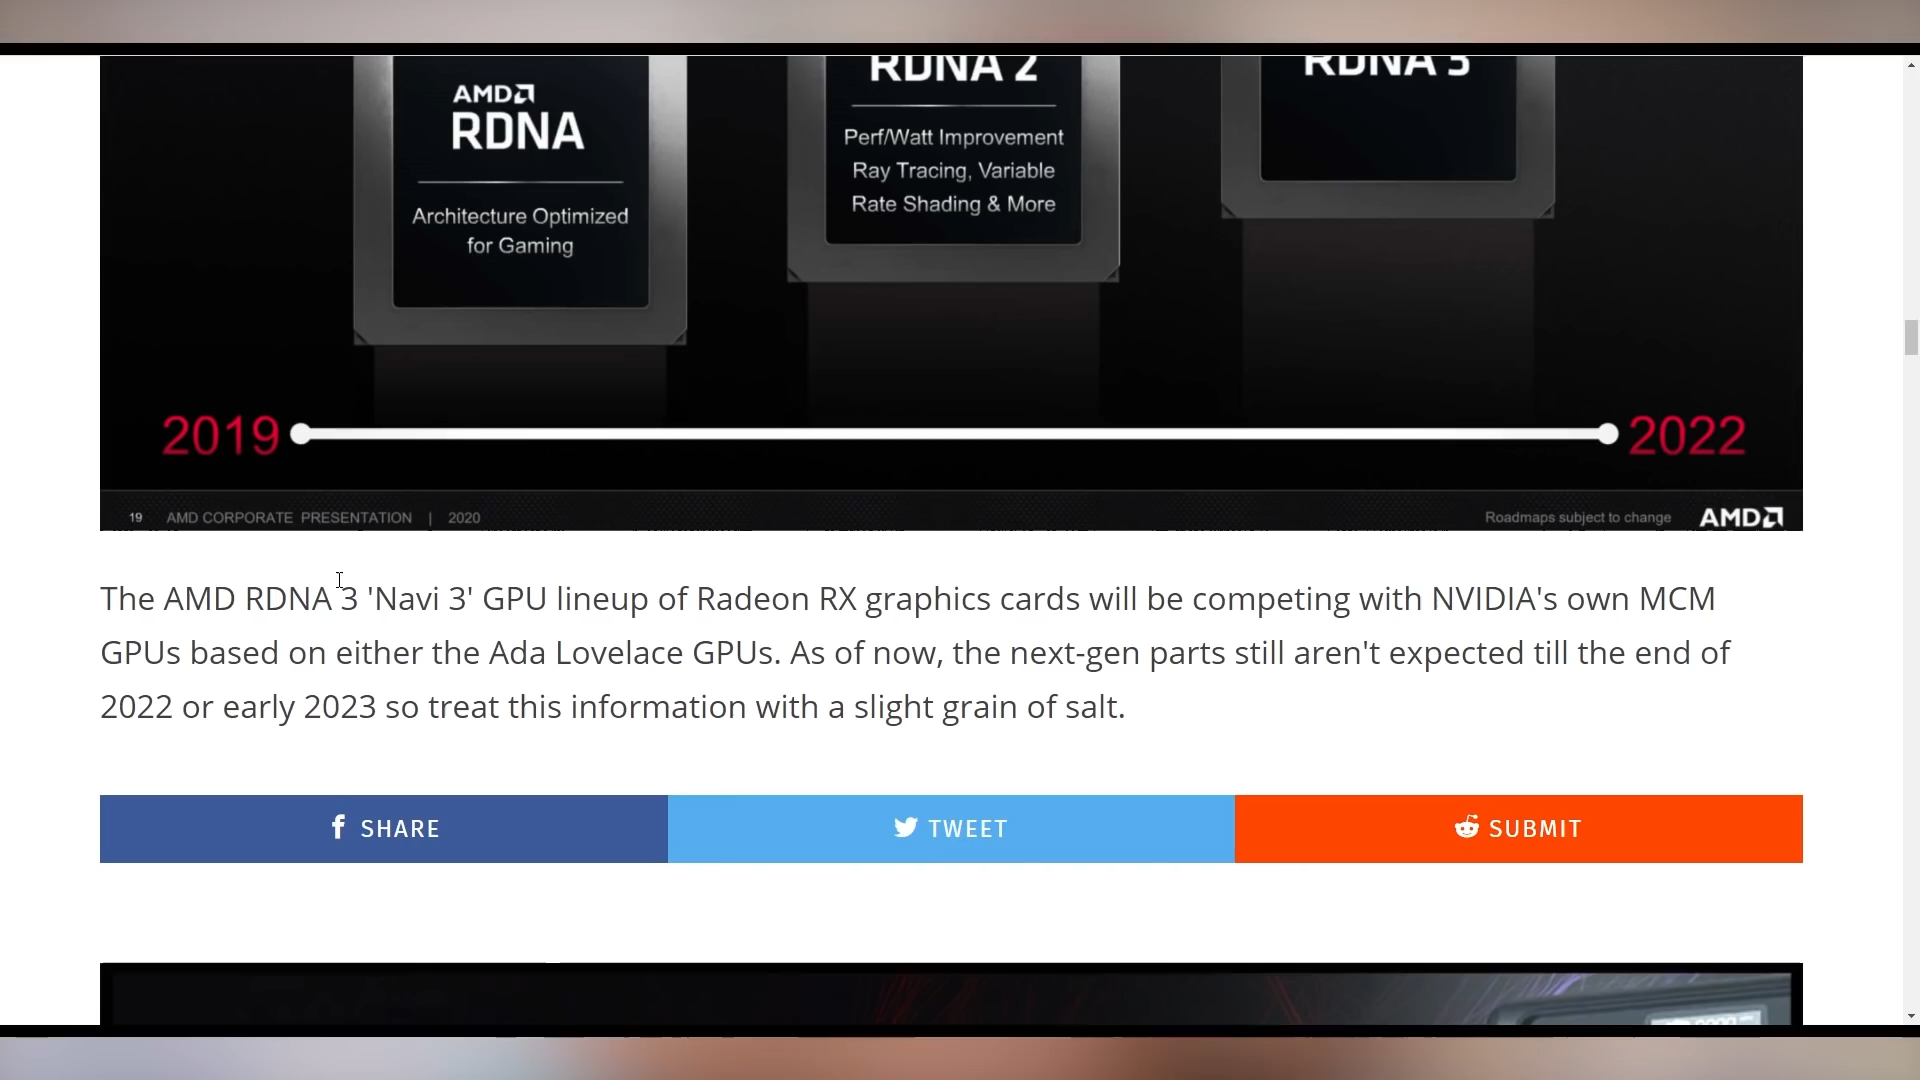 RDNA 2
RDNA 3
AMD
RDNA
Perf/Watt Improvement
Ray Tracing, Variable
Rate Shading & More
Architecture Optimized
for Gaming
2019
2022
19 AMD CORPORATE PRESENTATION | 2020
Roadmaps subject to change AMD
The AMD RDNA 3 'Navi 3' GPU lineup of Radeon RX graphics cards will be competing with NVIDIA's own MCM
GPUs based on either the Ada Lovelace GPUs. As of now, the next-gen parts still aren't expected till the end of
2022 or early 2023 so treat this information with a slight grain of salt.
SHARE
TWEET
SUBMIT